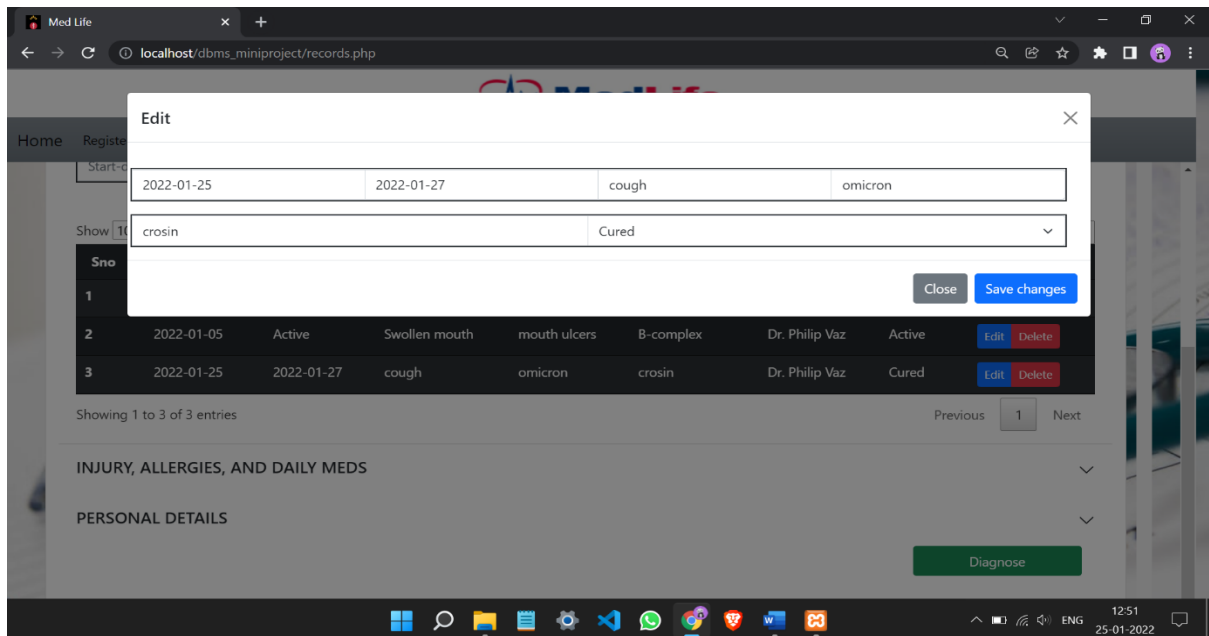 Med Life
localhost/dbms_miniproject/records.php
Edit
Home Registe
Start-d
2022-01-25 2022-01-27 cough omicron
Show 10
crosin Cured
Sno
Close Save changes
1
2 2022-01-05 Active Swollen mouth mouth ulcers B-complex Dr. Philip Vaz Active Edit Delete
3 2022-01-25 2022-01-27 cough omicron crosin Dr. Philip Vaz Cured Edit Delete
Showing 1 to 3 of 3 entries Previous 1 Next
INJURY, ALLERGIES, AND DAILY MEDS
PERSONAL DETAILS
Diagnose
ENG 12:51
25-01-2022